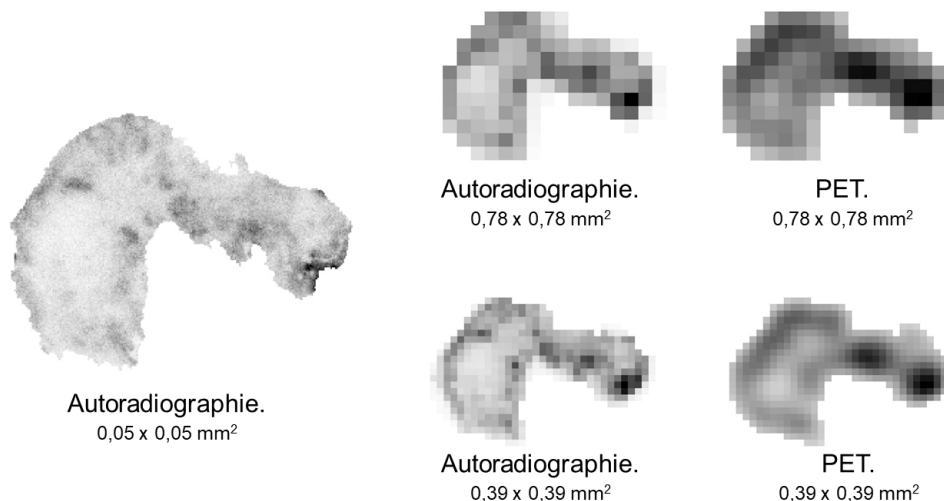 Autoradiographie.
0,78 x 0,78 mm²
PET.
0,78 x 0,78 mm²
Autoradiographie.
0,05 x 0,05 mm²
Autoradiographie.
0,39 x 0,39 mm²
PET.
0,39 x 0,39 mm²